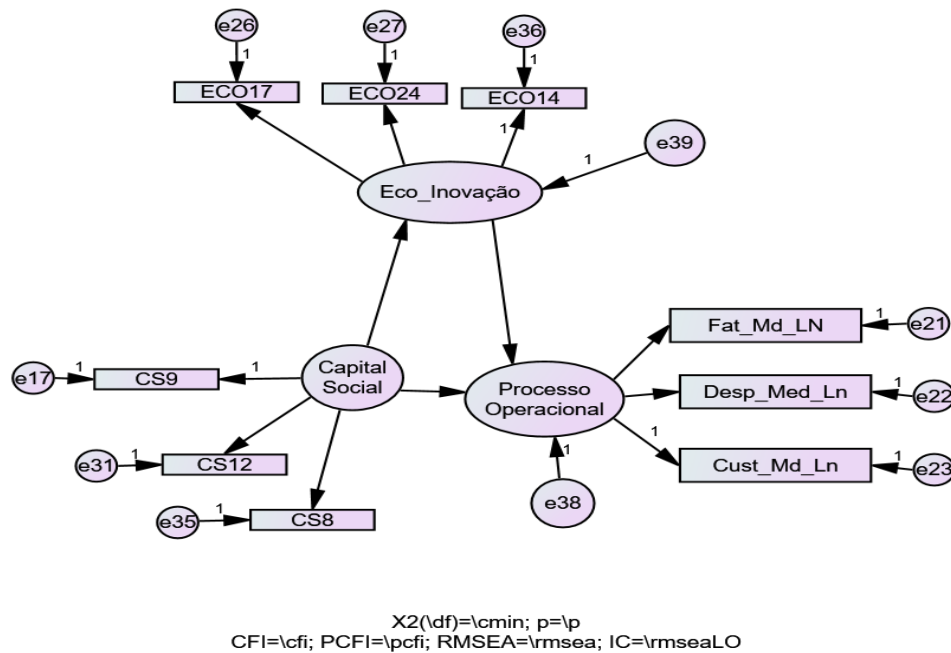 e26
e27
e36
1
1
1
ECO17
ECO24
ECO14
1
e39
1
Eco_Inovação
Fat_Md_LN
1
e21
e17
1
CS9
1
Capital
Social
Processo
Operacional
Desp_Med_Ln
1
e22
1
e31
1
CS12
1
Cust_Md_Ln
1
e23
e35
1
CS8
e38
X2(\df)=\cmin; p=\p
CFI=\cfi; PCFI=\pcfi; RMSEA=\rmsea; IC=\rmseaLO